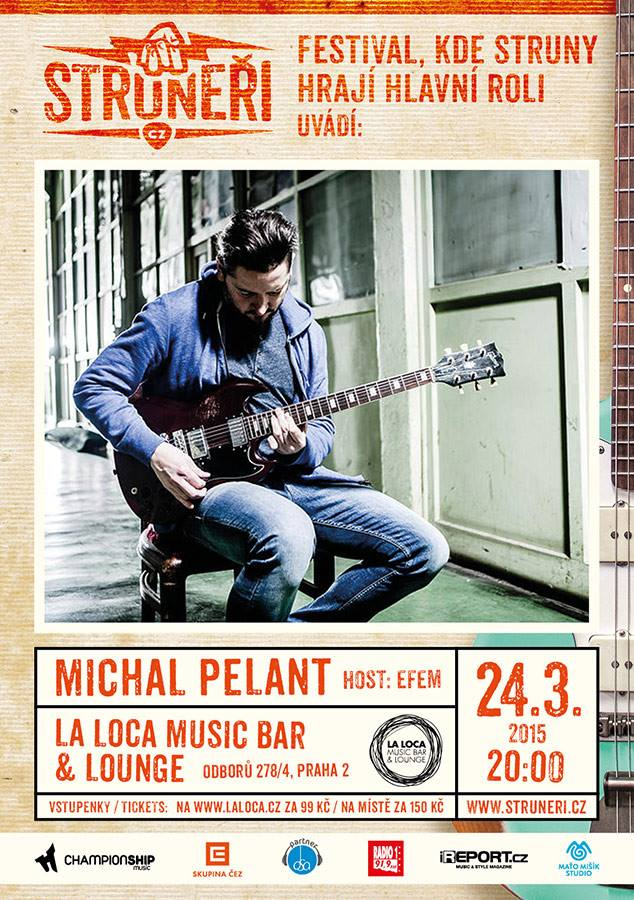 STRUNEŘI
CZ
FESTIVAL, KDE STRUNY
HRAJÍ HLAVNÍ ROLI
UVÁDÍ:
MICHAL PELANT HOST: EFEM
LA LOCA MUSIC BAR
& LOUNGE ODBORŮ 278/4, PRAHA 2
LA LOCA
MUSIC BAR
& LOUNGE
24.3.
2015
20:00
VSTUPENKY / TICKETS: NA WWW.LALOCA.CZ ZA 99 KČ / NA MÍSTĚ ZA 150 KČ
WWW.STRUNERI.CZ
CHAMPIONSHIP
music
SKUPINA ČEZ
partner
osa
RADIO 1
91,9 FM
iREPORT.CZ
MUSIC & STYLE MAGAZINE
MAŤO MIŠÍK
STUDIO